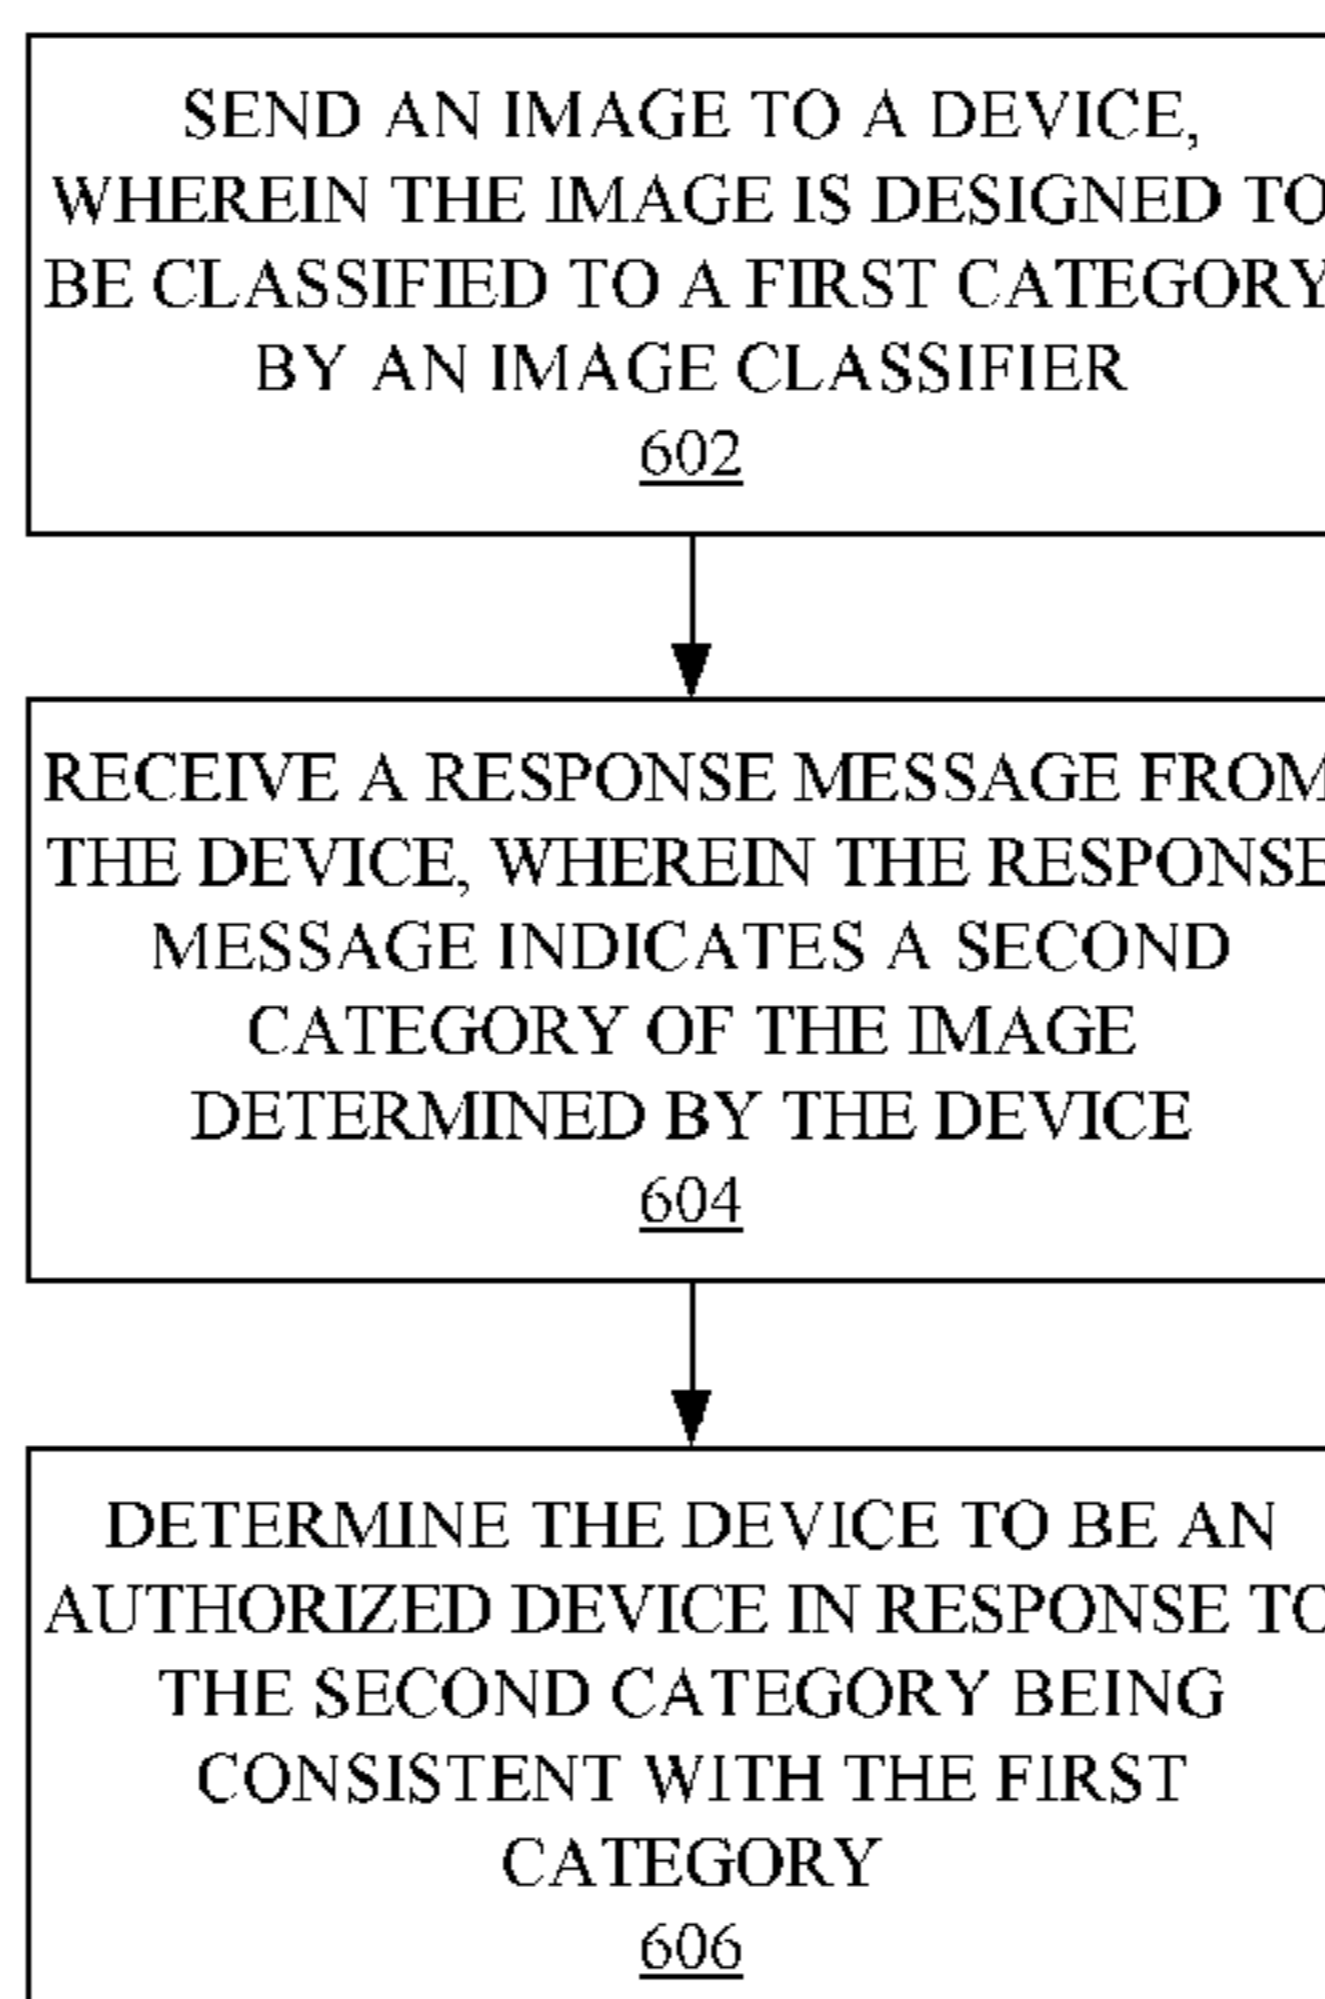 SEND AN IMAGE TO A DEVICE,
WHEREIN THE IMAGE IS DESIGNED TO
BE CLASSIFIED TO A FIRST CATEGORY
BY AN IMAGE CLASSIFIER
602
RECEIVE A RESPONSE MESSAGE FROM
THE DEVICE, WHEREIN THE RESPONSE
MESSAGE INDICATES A SECOND
CATEGORY OF THE IMAGE
DETERMINED BY THE DEVICE
604
DETERMINE THE DEVICE TO BE AN
AUTHORIZED DEVICE IN RESPONSE TO
THE SECOND CATEGORY BEING
CONSISTENT WITH THE FIRST
CATEGORY
606